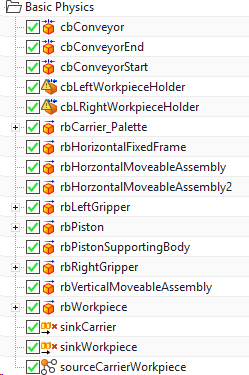 Basic Physics
cbConveyor
cbConveyorEnd
cbConveyorStart
cbLeftWorkpieceHolder
cbLRightWorkpieceHolder
rbCarrier_Palette
rbHorizontalFixedFrame
rbHorzontalMoveableAssembly
rbHorzontalMoveableAssembly2
rbLeftGripper
rbPiston
rbPistonSupportingBody
rbRightGripper
rbVerticalMoveableAssembly
rbWorkpiece
sinkCarrier
sinkWorkpiece
sourceCarrierWorkpiece